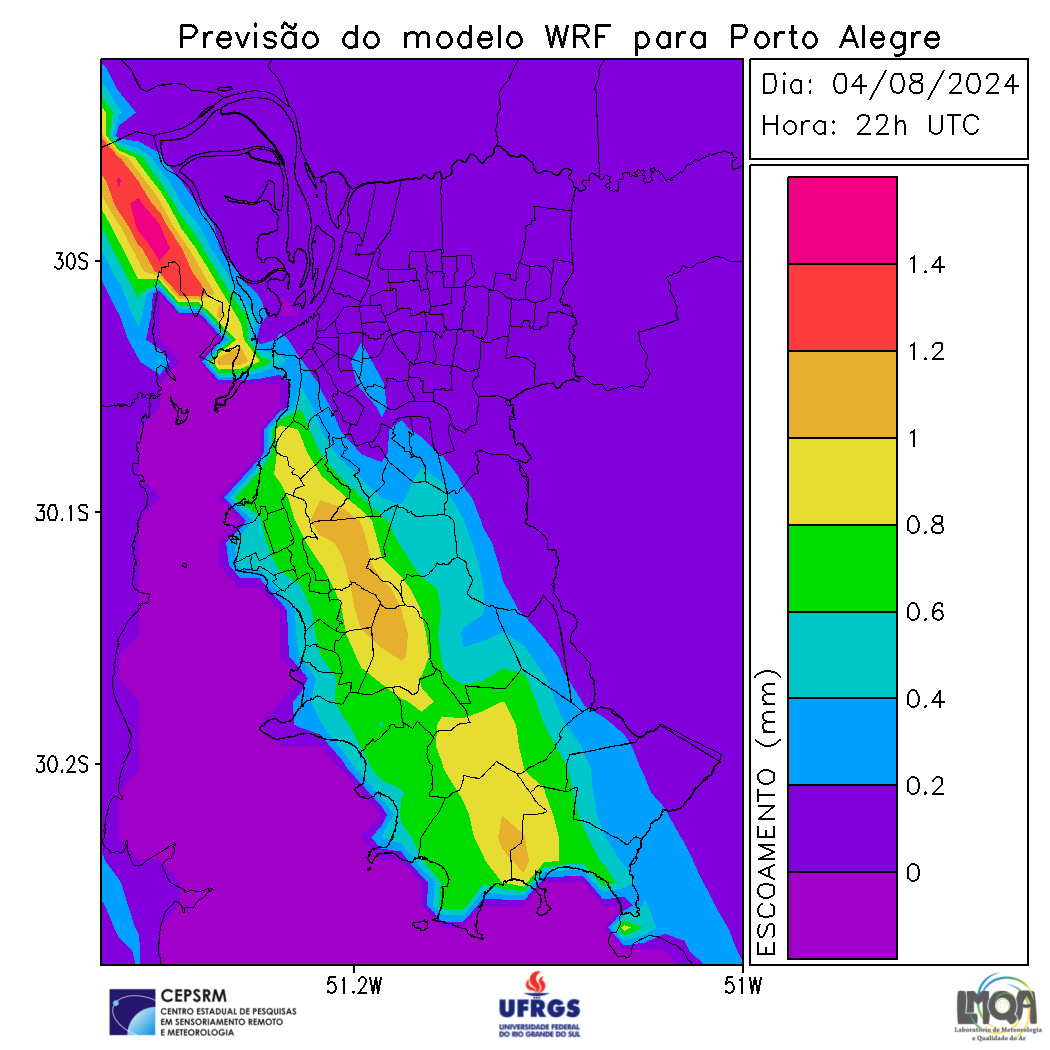 Previsão do modelo WRF para Porto Alegre
Dia: 04/08/2024
Hora: 22h UTC
30S
30.1S
30.2S
51.2W
51W
ESCOAMENTO (mm)
1.4
1.2
1
0.8
0.6
0.4
0.2
0
CEPSRM
CENTRO ESTADUAL DE PESQUISAS
EM SENSORIAMENTO REMOTO
E METEOROLOGIA
UFRGS
UNIVERSIDADE FEDERAL
DO RIO GRANDE DO SUL
LMQA
Laboratório de Meteorologia
e Qualidade do Ar